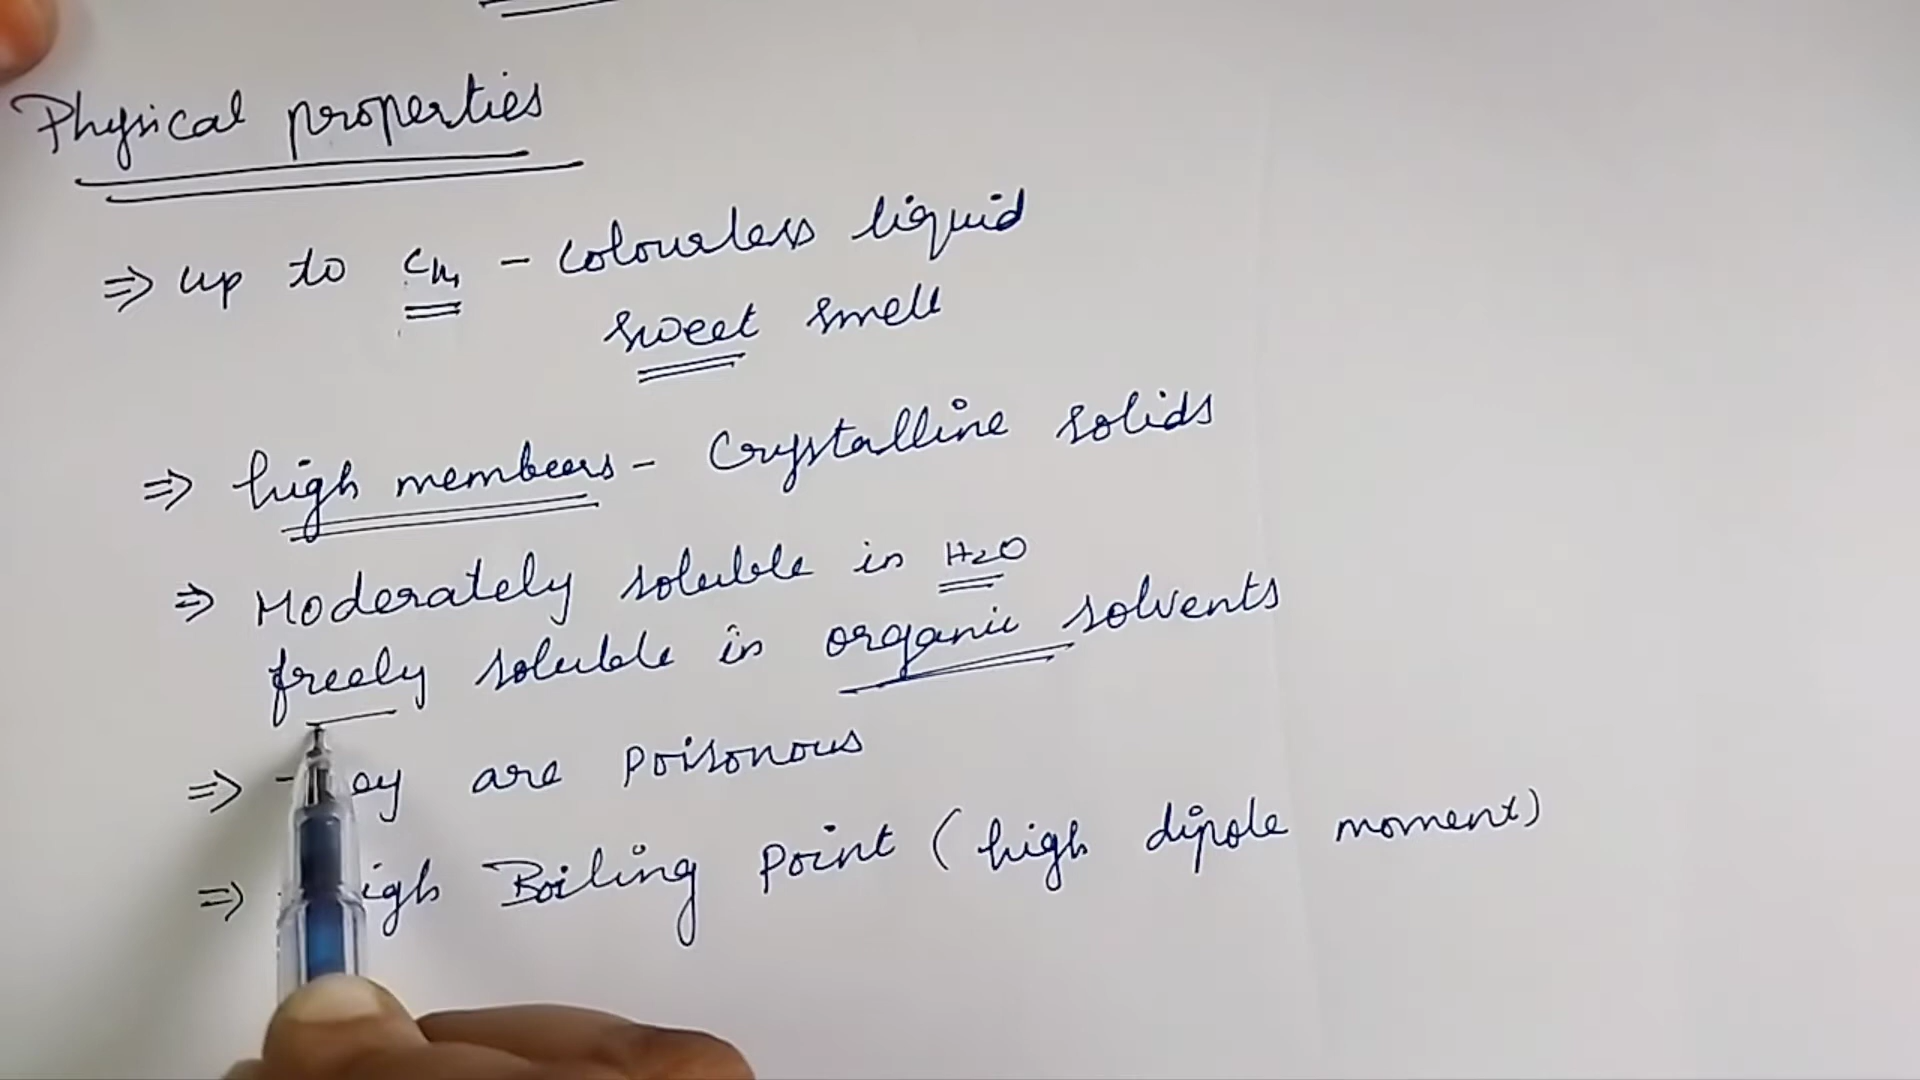 Physical properties
⇒ up to - colourless liquid
sweet smell
⇒ high members - Crystalline solids
⇒ Moderately soluble in H₂O
freely soluble in organic solvents
⇒ are poisonous
⇒ Boiling point (high dipole moment)